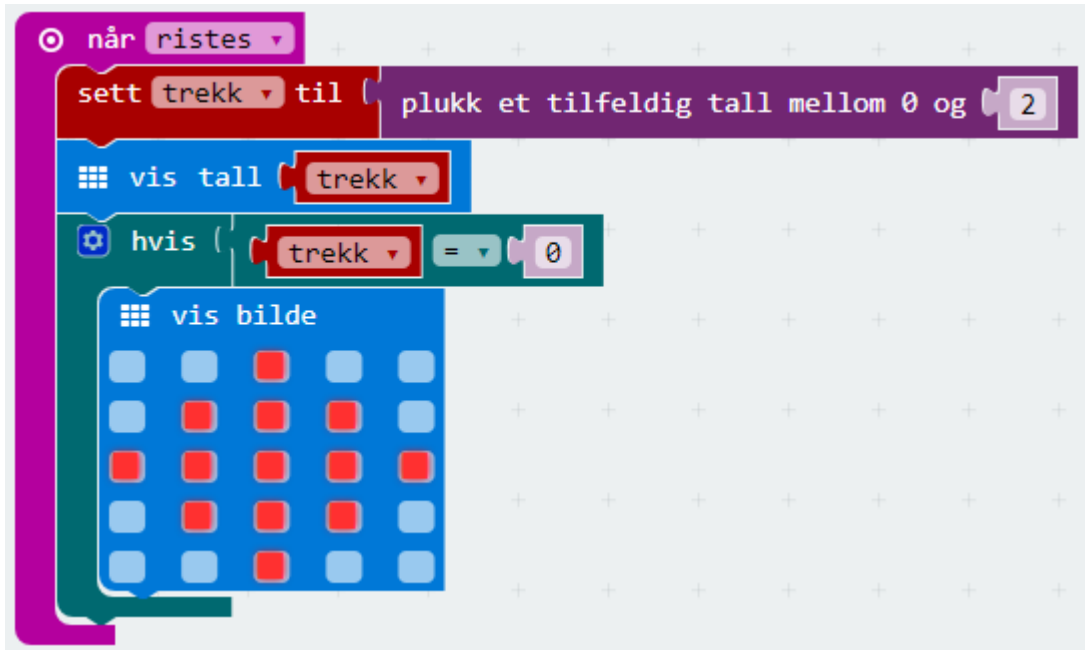 når ristes
sett trekk til plukk et tilfeldig tall mellom 0 og 2
vis tall trekk
hvis trekk = 0
vis bilde